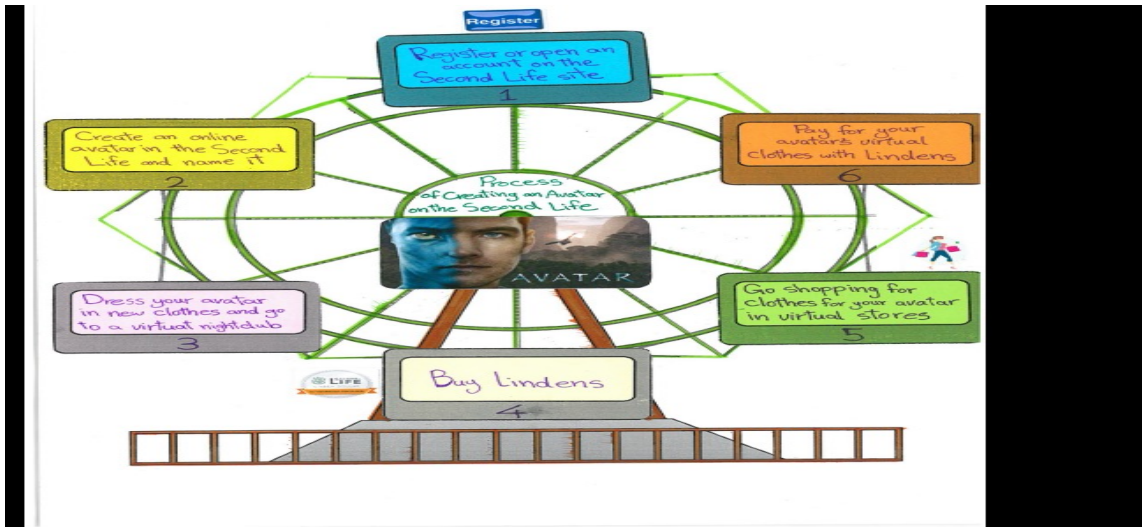 Register
Register or open an
account on the
Second Life site
1
Create an online
avatar in the Second
Life and name it
2
Pay for your
avatar's virtual
clothes with Lindens
6
Process
of Creating an Avatar
on the Second Life
AVATAR
Dress your avatar
in new clothes and go
to a virtual nightclub
3
Go shopping for
clothes for your avatar
in virtual stores
5
LIFE
Buy Lindens
4